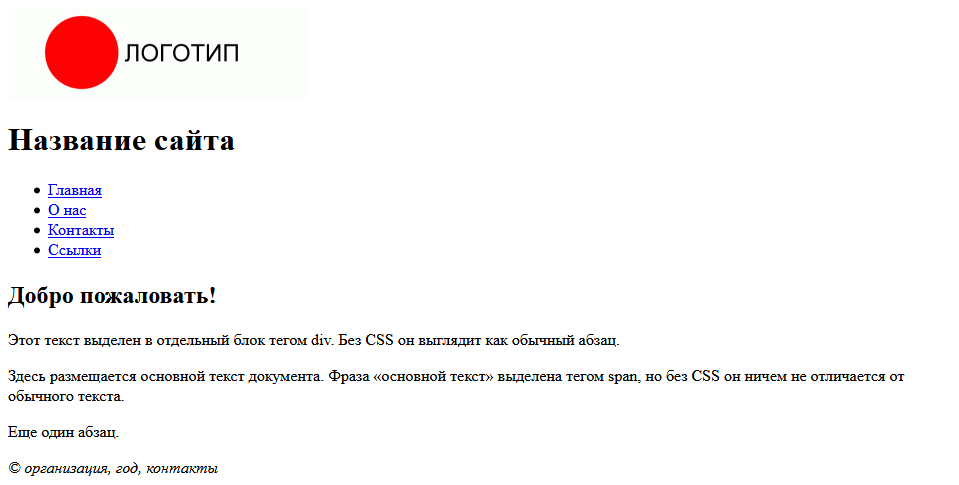 ЛОГОТИП
Название сайта
Главная
О нас
Контакты
Ссылки
Добро пожаловать!
Этот текст выделен в отдельный блок тегом div. Без CSS он выглядит как обычный абзац.
Здесь размещается основной текст документа. Фраза «основной текст» выделена тегом span, но без CSS он ничем не отличается от
обычного текста.
Еще один абзац.
© организация, год, контакты